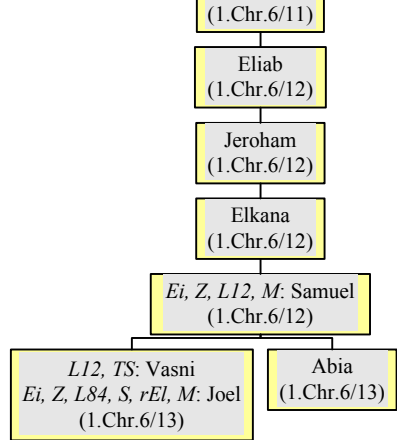 (1.Chr.6/11)
Eliab
(1.Chr.6/12)
Jeroham
(1.Chr.6/12)
Elkana
(1.Chr.6/12)
Ei, Z, L12, M: Samuel
(1.Chr.6/12)
L12, TS: Vasni
Ei, Z, L84, S, rEl, M: Joel
(1.Chr.6/13)
Abia
(1.Chr.6/13)